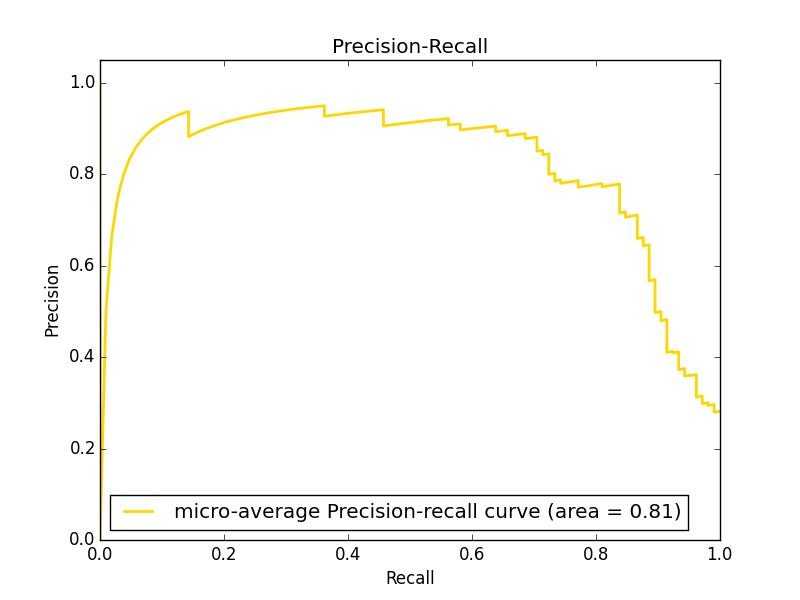 Precision-Recall
1.0
0.8
0.6
0.4
0.2
0.0
Precision
micro-average Precision-recall curve (area = 0.81)
0.0 0.2 0.4 0.6 0.8 1.0
Recall